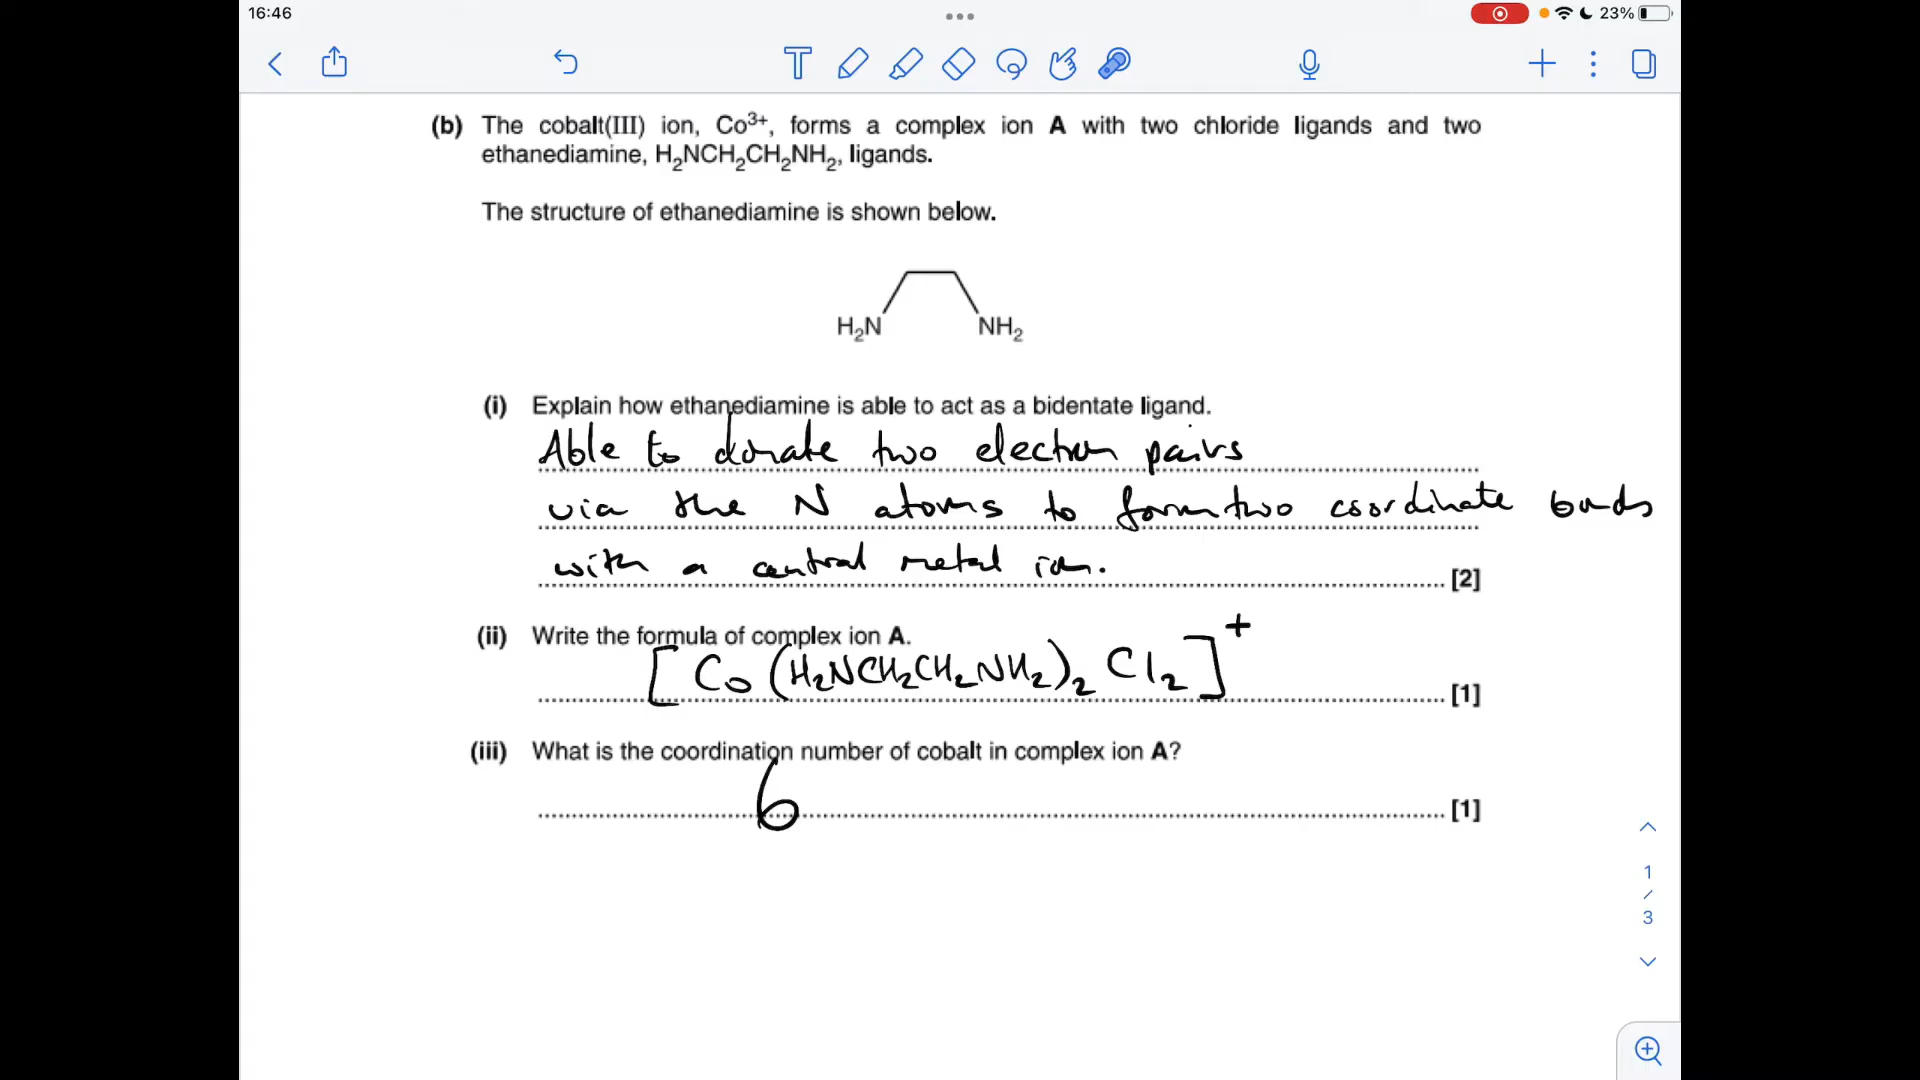 16:46
23%
(b) The cobalt(III) ion, Co³⁺, forms a complex ion A with two chloride ligands and two
ethanediamine, H₂NCH₂CH₂NH₂, ligands.
The structure of ethanediamine is shown below.
H₂N NH₂
(i) Explain how ethanediamine is able to act as a bidentate ligand.
Able to donate two electron pairs
via the N atoms to form two coordinate bonds
with a central metal ion.
[2]
(ii) Write the formula of complex ion A.
[Co(H₂NCH₂CH₂NH₂)₂Cl₂]⁺
[1]
(iii) What is the coordination number of cobalt in complex ion A?
6
[1]
1
/
3